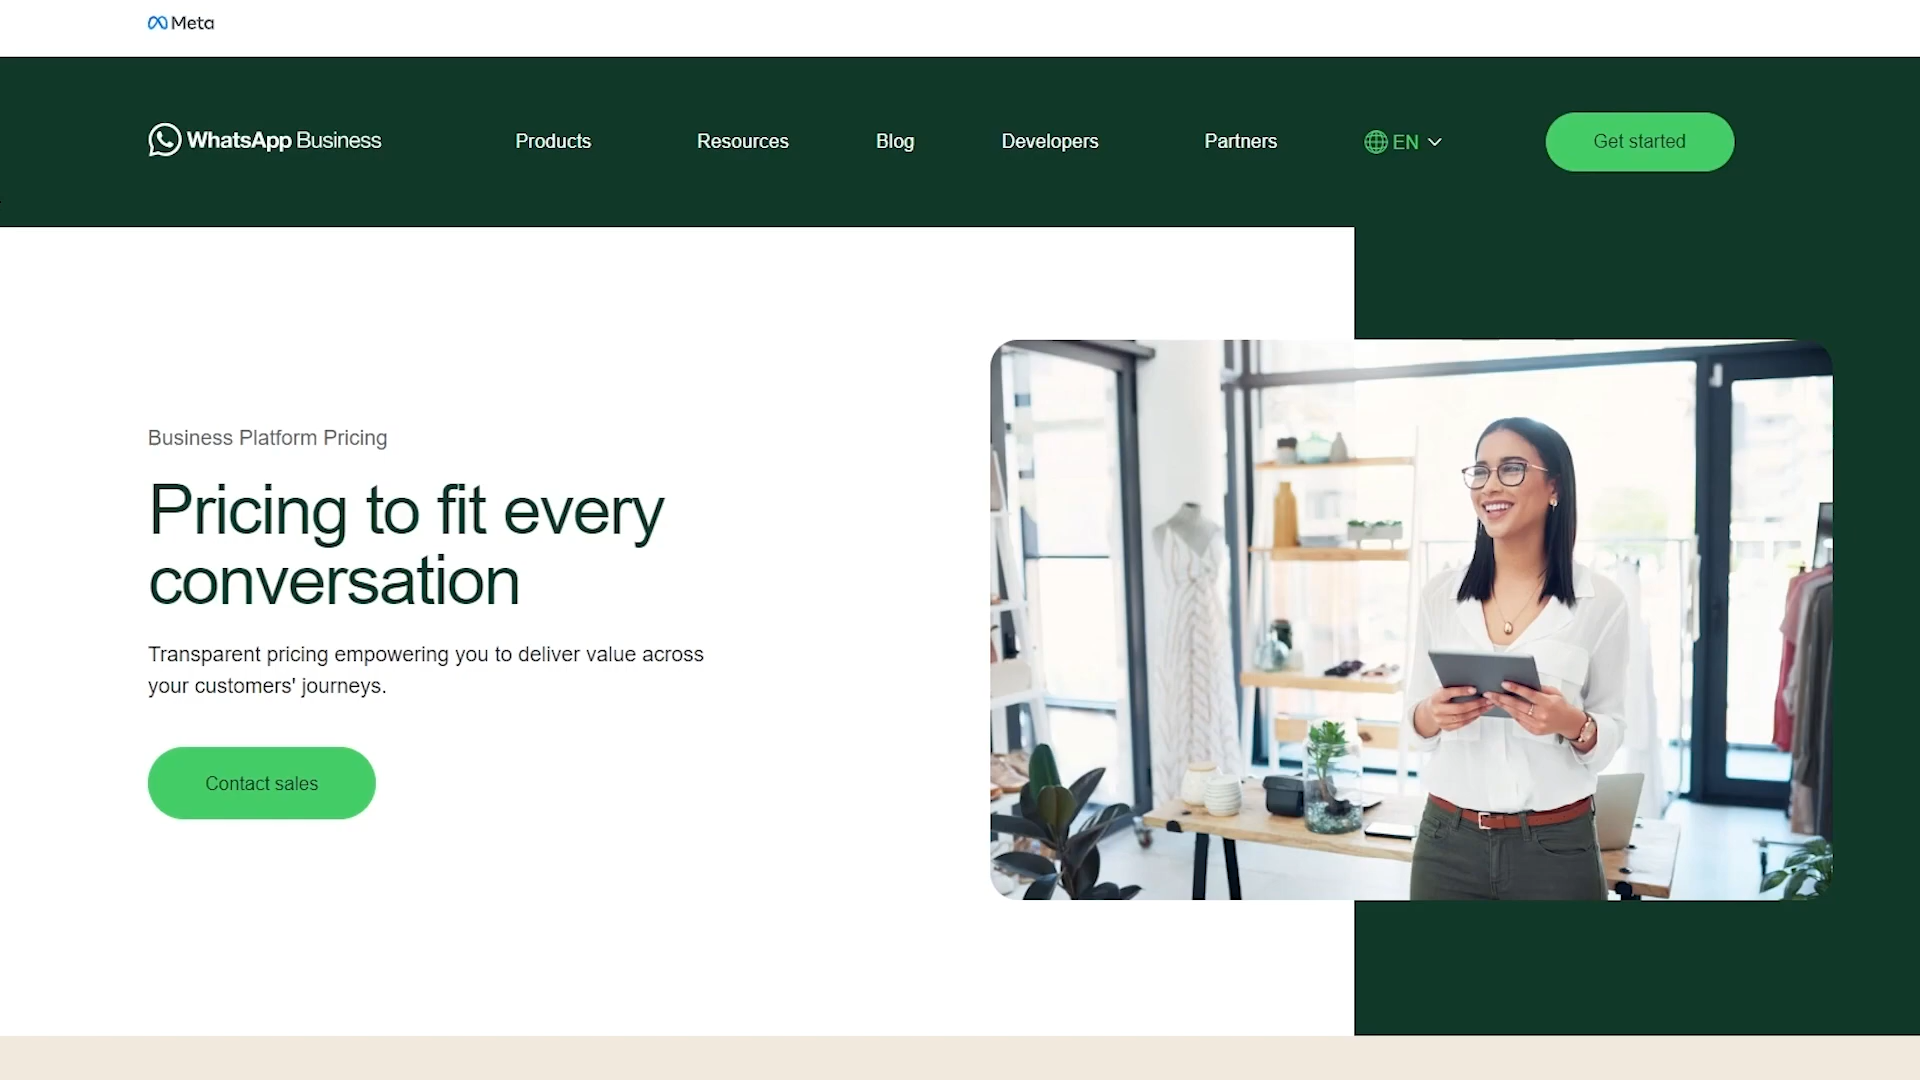 Meta
WhatsApp Business
Products
Resources
Blog
Developers
Partners
EN
Get started
Business Platform Pricing
Pricing to fit every
conversation
Transparent pricing empowering you to deliver value across
your customers' journeys.
Contact sales